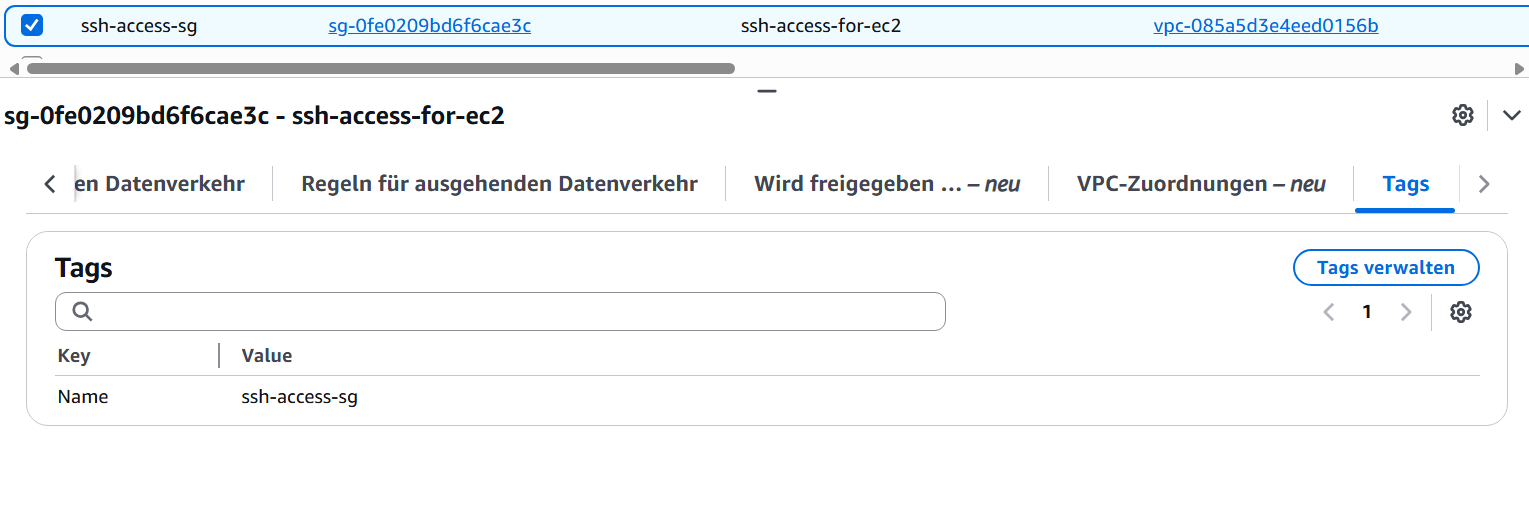 ssh-access-sg sg-0fe0209bd6f6cae3c ssh-access-for-ec2 vpc-085a5d3e4eed0156b
sg-0fe0209bd6f6cae3c - ssh-access-for-ec2
en Datenverkehr Regeln für ausgehenden Datenverkehr Wird freigegeben ... – neu VPC-Zuordnungen – neu Tags
Tags Tags verwalten
1
Key Value
Name ssh-access-sg